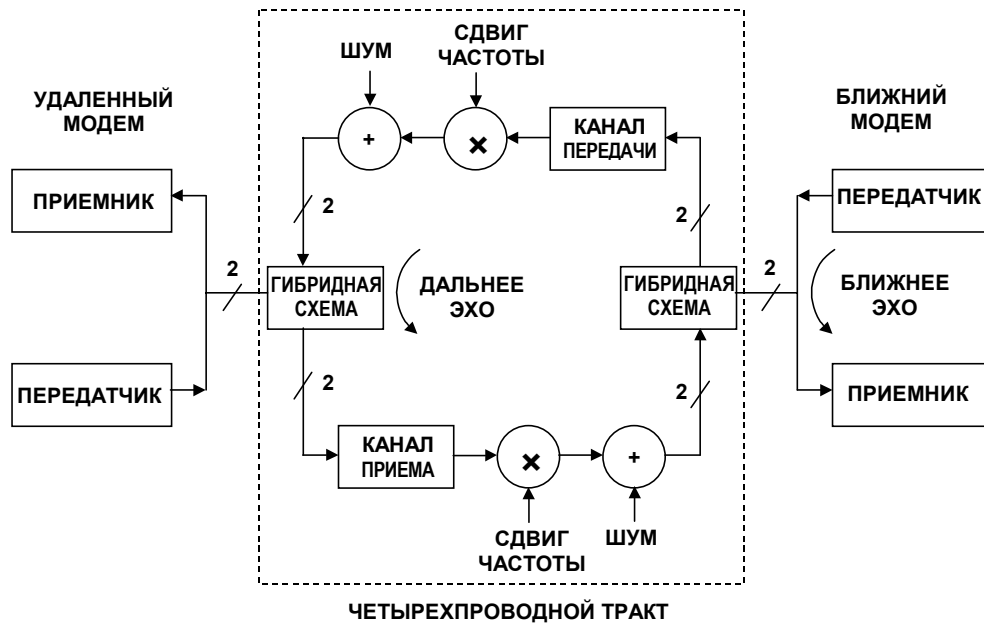 СДВИГ
ЧАСТОТЫ
ШУМ
УДАЛЕННЫЙ
МОДЕМ
БЛИЖНИЙ
МОДЕМ
+
×
КАНАЛ
ПЕРЕДАЧИ
ПРИЕМНИК
ПЕРЕДАТЧИК
2
2
2
2
ГИБРИДНАЯ
СХЕМА
ДАЛЬНЕЕ
ЭХО
ГИБРИДНАЯ
СХЕМА
БЛИЖНЕЕ
ЭХО
2
2
ПЕРЕДАТЧИК
ПРИЕМНИК
КАНАЛ
ПРИЕМА
×
+
СДВИГ
ЧАСТОТЫ
ШУМ
ЧЕТЫРЕХПРОВОДНОЙ ТРАКТ